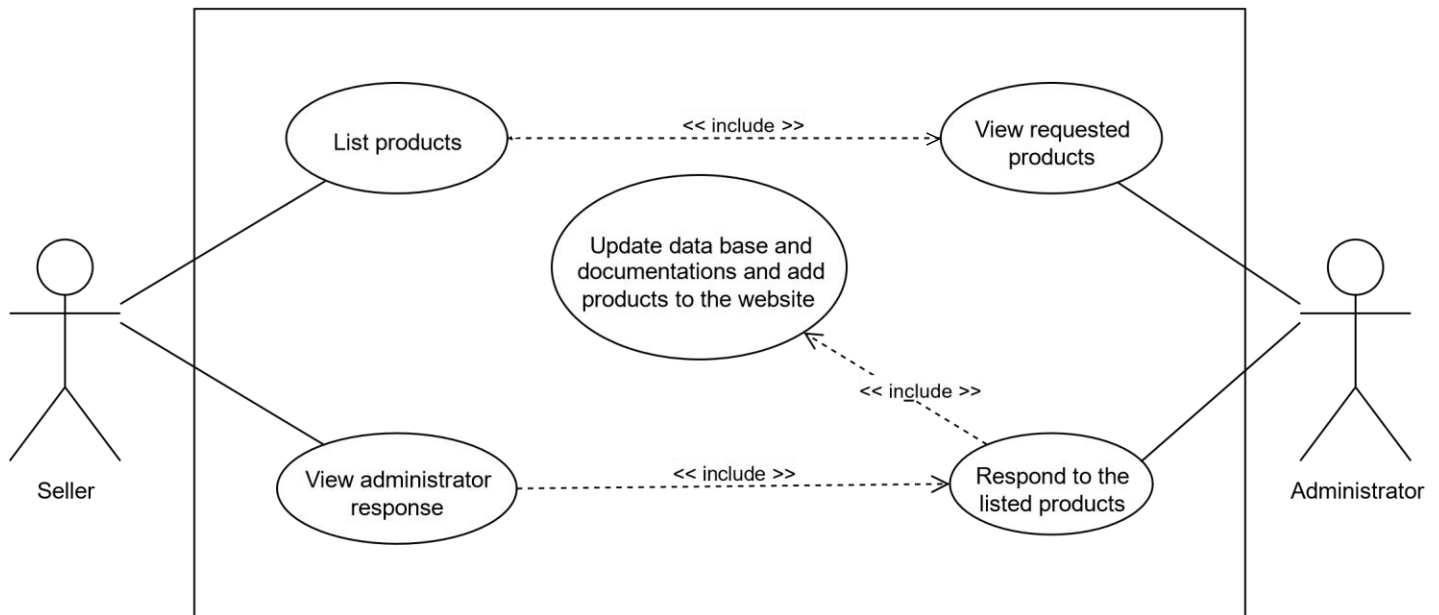 List products
<< include >>
View requested
products
Update data base and
documentations and add
products to the website
<< include >>
Seller
View administrator
response
<< include >>
Respond to the
listed products
Administrator